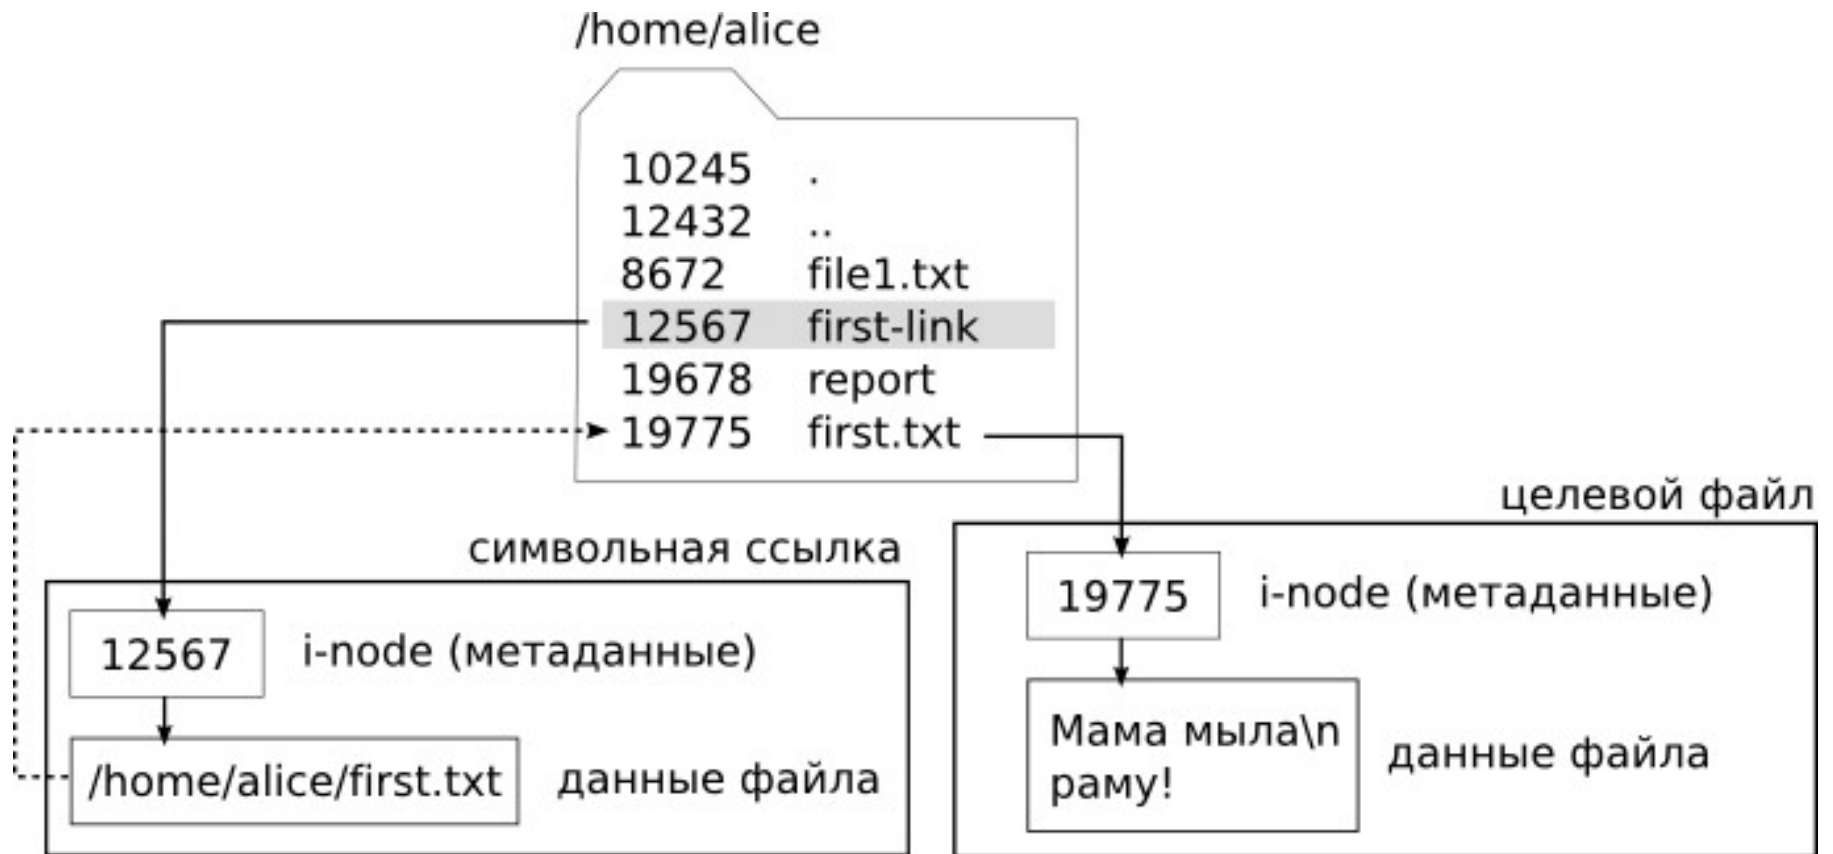 /home/alice
10245 .
12432 ..
8672 file1.txt
12567 first-link
19678 report
19775 first.txt
символьная ссылка
12567 i-node (метаданные)
/home/alice/first.txt данные файла
целевой файл
19775 i-node (метаданные)
Мама мыла\n
раму!
данные файла